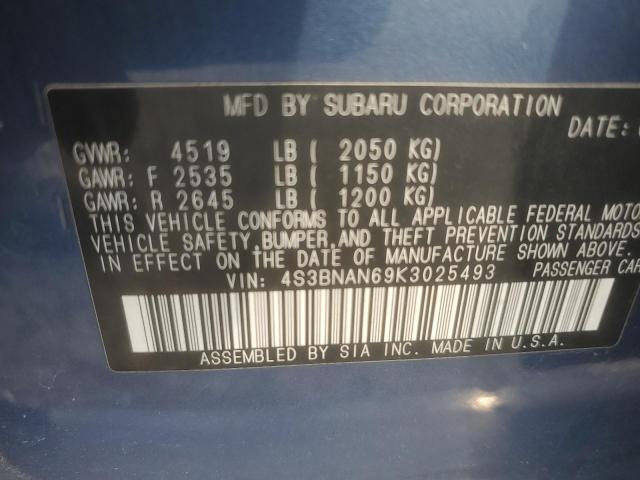 MFD BY SUBARU CORPORATION
DATE:
GVWR: 4519 LB ( 2050 KG)
GAWR: F 2535 LB ( 1150 KG)
GAWR: R 2645 LB ( 1200 KG)
THIS VEHICLE CONFORMS TO ALL APPLICABLE FEDERAL MOTO
VEHICLE SAFETY, BUMPER, AND THEFT PREVENTION STANDARDS
IN EFFECT ON THE DATE OF MANUFACTURE SHOWN ABOVE.
VIN: 4S3BNAN69K3025493 PASSENGER CAR
ASSEMBLED BY SIA INC. MADE IN U.S.A.